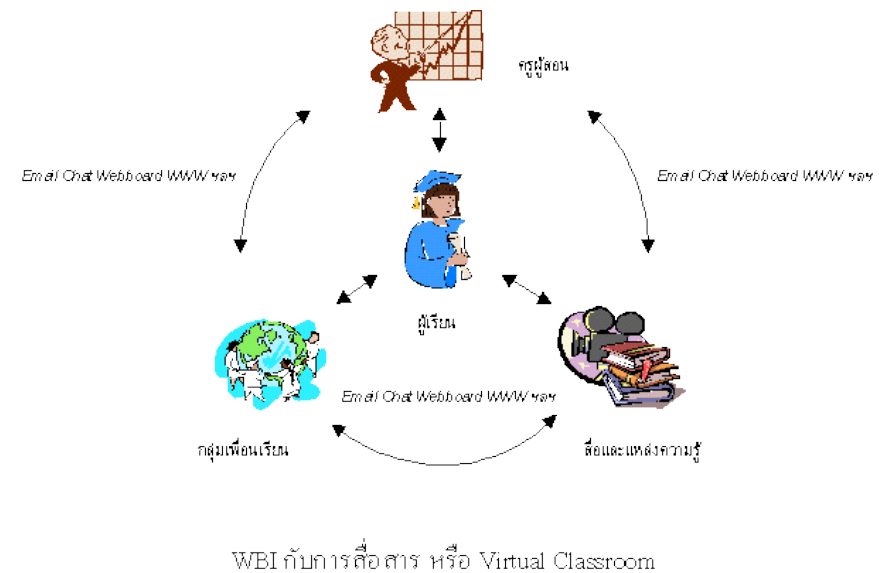 ครูผู้สอน
Email Chat Webboard WWW ฯลฯ
Email Chat Webboard WWW ฯลฯ
ผู้เรียน
Email Chat Webboard WWW ฯลฯ
กลุ่มเพื่อนเรียน
สื่อและแหล่งความรู้
WBI กับการสื่อสาร หรือ Virtual Classroom